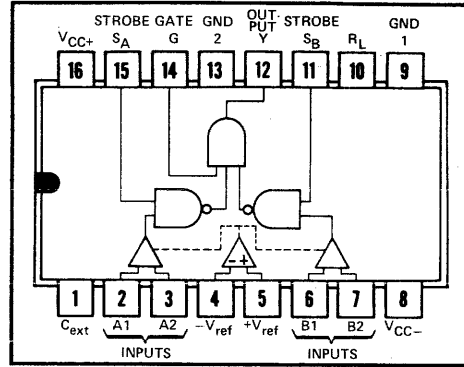 STROBE GATE GND OUT- STROBE GND
VCC+ SA G 2 PUT Y SB RL 1
16 15 14 13 12 11 10 9
- +
1 2 3 4 5 6 7 8
Cext A1 A2 -Vref +Vref B1 B2 VCC-
INPUTS INPUTS